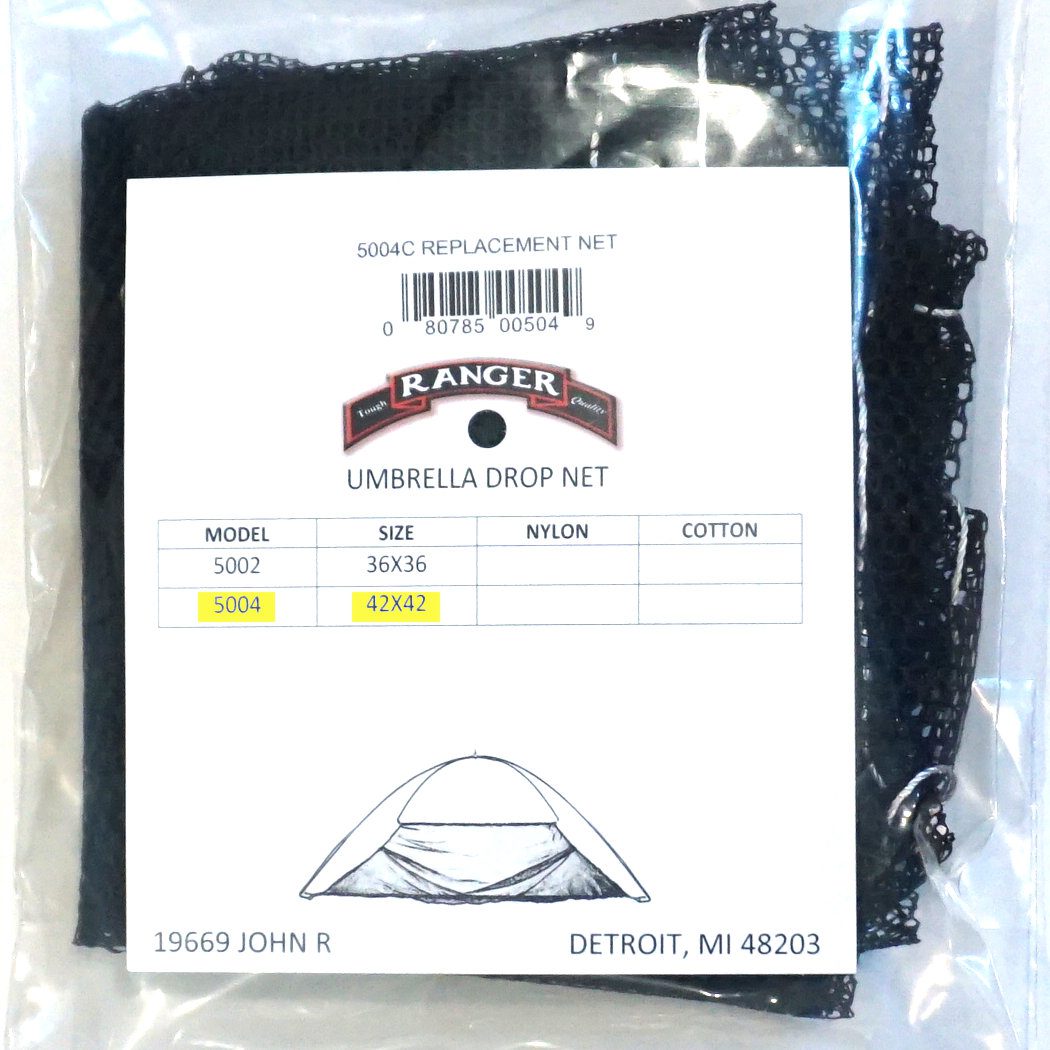 5004C REPLACEMENT NET
0 80785 00504 9
RANGER
Tough Quality
UMBRELLA DROP NET
MODEL SIZE NYLON COTTON
5002 36X36
5004 42X42
19669 JOHN R DETROIT, MI 48203